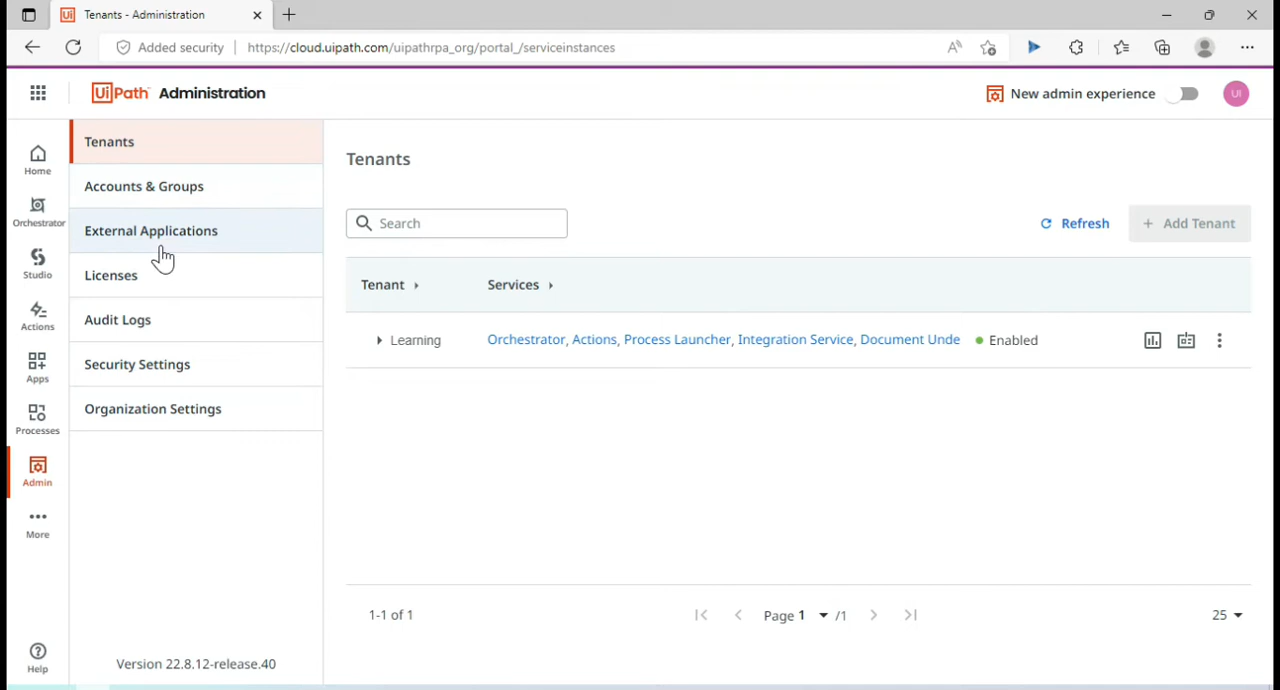 Tenants - Administration
Added security
https://cloud.uipath.com/uipathrpa_org/portal_/serviceinstances
UiPath Administration
New admin experience
UI
Home
Orchestrator
Studio
Actions
Apps
Processes
Admin
More
Help
Tenants
Accounts & Groups
External Applications
Licenses
Audit Logs
Security Settings
Organization Settings
Version 22.8.12-release.40
Tenants
Search
Refresh
+ Add Tenant
Tenant
Services
Learning
Orchestrator, Actions, Process Launcher, Integration Service, Document Unde
Enabled
1-1 of 1
Page 1 /1
25